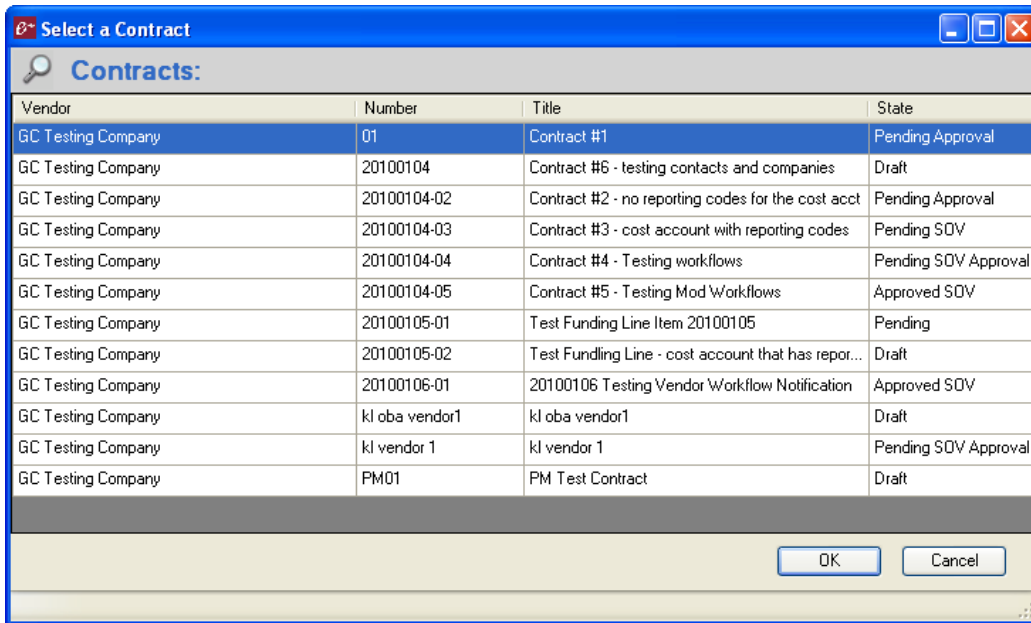 Select a Contract
Contracts:
Vendor Number Title State
GC Testing Company 01 Contract #1 Pending Approval
GC Testing Company 20100104 Contract #6 - testing contacts and companies Draft
GC Testing Company 20100104-02 Contract #2 - no reporting codes for the cost acct Pending Approval
GC Testing Company 20100104-03 Contract #3 - cost account with reporting codes Pending SOV
GC Testing Company 20100104-04 Contract #4 - Testing workflows Pending SOV Approval
GC Testing Company 20100104-05 Contract #5 - Testing Mod Workflows Approved SOV
GC Testing Company 20100105-01 Test Funding Line Item 20100105 Pending
GC Testing Company 20100105-02 Test Fundling Line - cost account that has repor... Draft
GC Testing Company 20100106-01 20100106 Testing Vendor Workflow Notification Approved SOV
GC Testing Company kl oba vendor1 kl oba vendor1 Draft
GC Testing Company kl vendor 1 kl vendor 1 Pending SOV Approval
GC Testing Company PM01 PM Test Contract Draft
OK Cancel